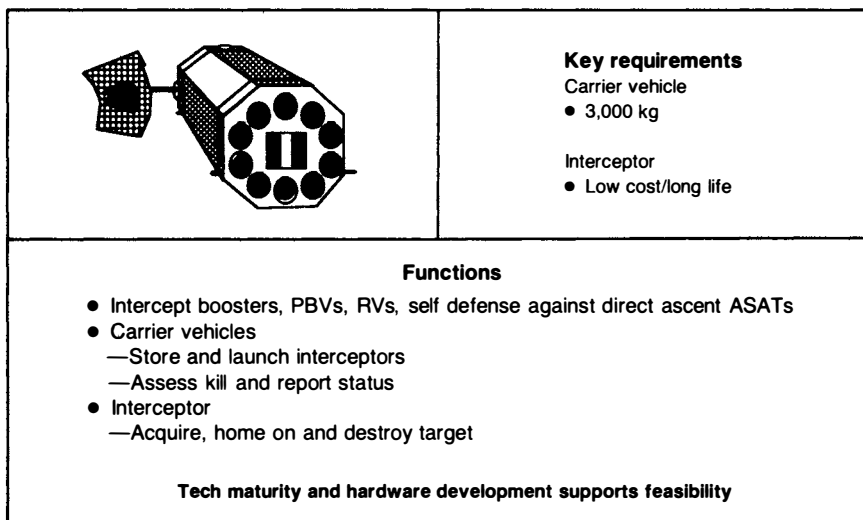 Key requirements
Carrier vehicle
● 3,000 kg
Interceptor
● Low cost/long life
Functions
● Intercept boosters, PBVs, RVs, self defense against direct ascent ASATs
● Carrier vehicles
—Store and launch interceptors
—Assess kill and report status
● Interceptor
—Acquire, home on and destroy target
Tech maturity and hardware development supports feasibility